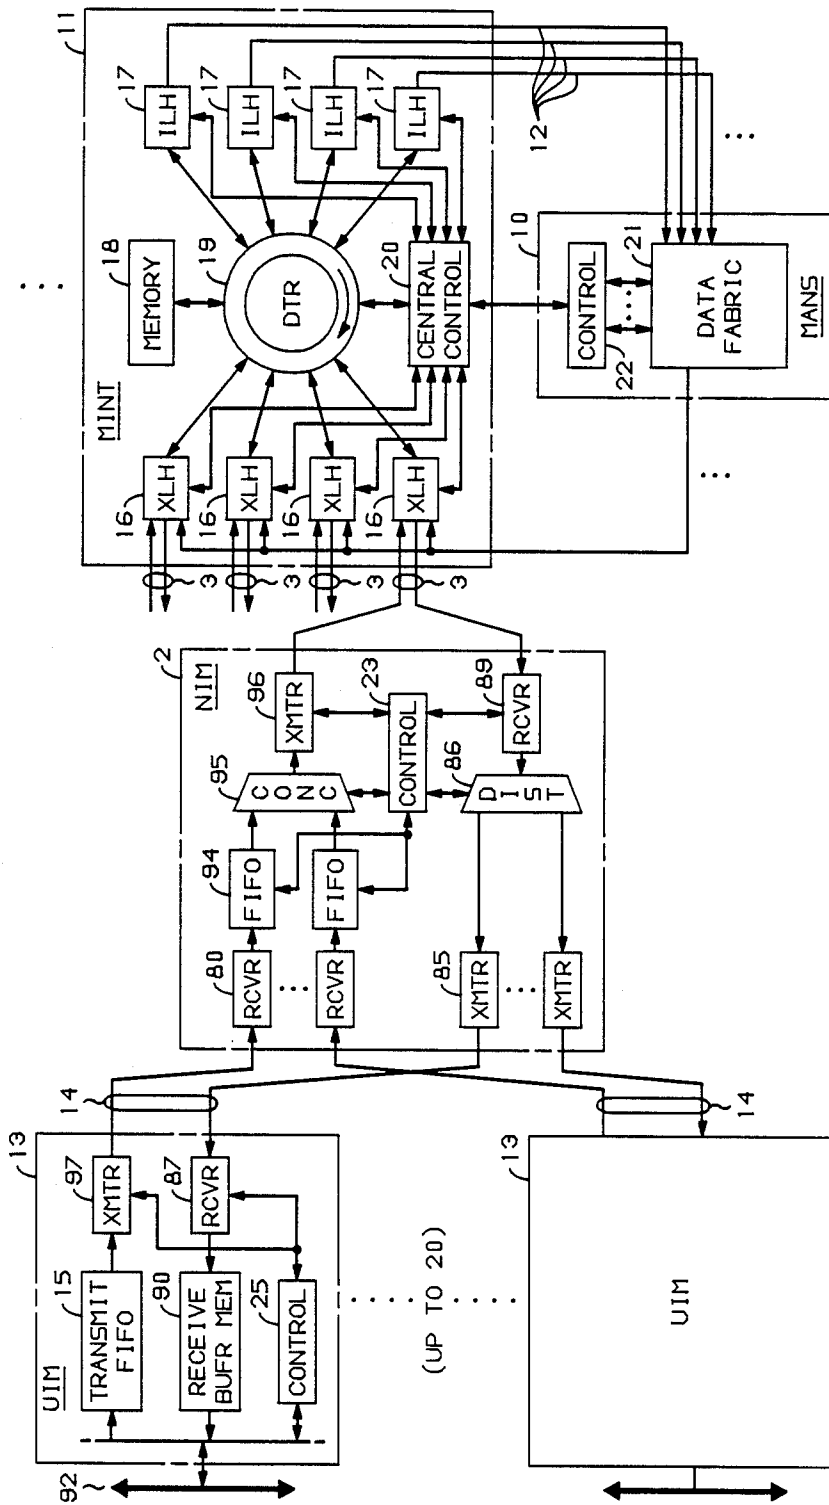 11
MINT
18
MEMORY
19
DTR
20
CENTRAL
CONTROL
16
XLH
16
XLH
16
XLH
16
XLH
17
ILH
17
ILH
17
ILH
17
ILH
12
3
3
3
3
10
CONTROL
22
21
DATA
FABRIC
MANS
2
NIM
96
XMTR
95
CONC
94
FIFO
FIFO
80
RCVR
RCVR
23
CONTROL
89
RCVR
86
DIST
85
XMTR
XMTR
14
14
13
UIM
97
XMTR
15
TRANSMIT
FIFO
87
RCVR
90
RECEIVE
BUFR MEM
25
CONTROL
92
(UP TO 20)
13
UIM